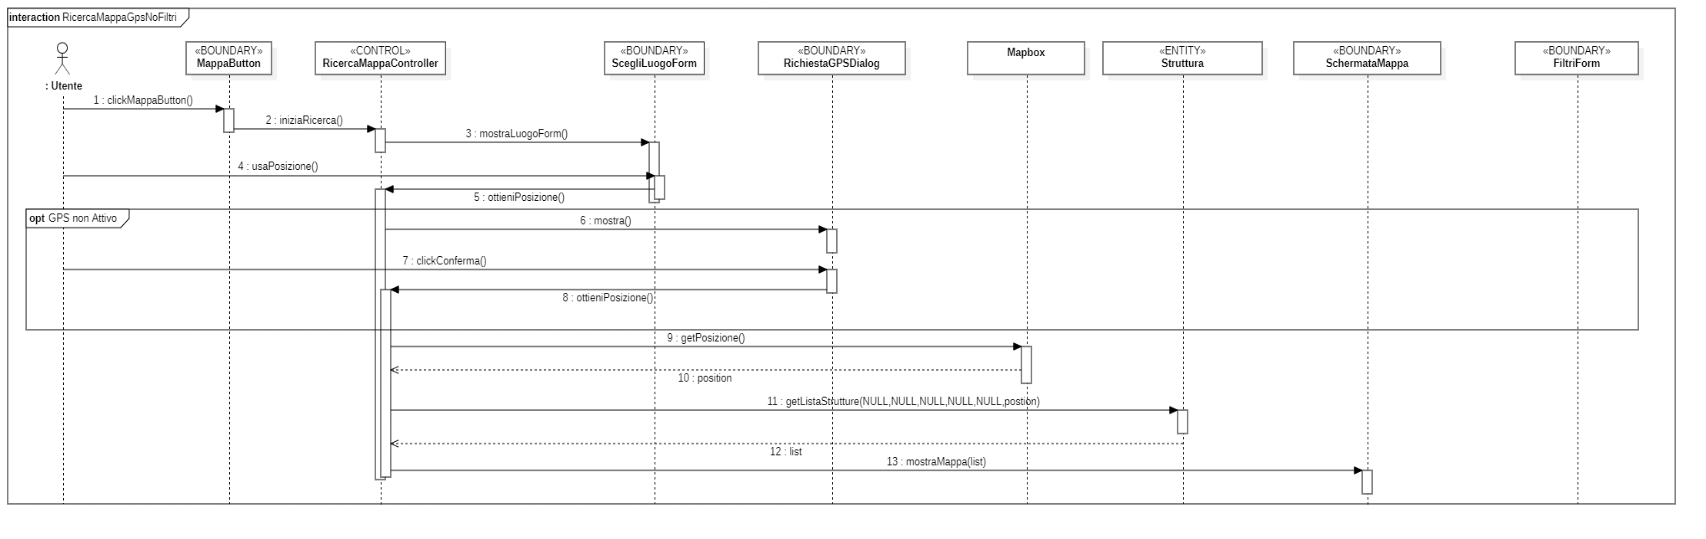 interaction RicercaMappaGpsNoFiltri
«BOUNDARY»
MappaButton
«CONTROL»
RicercaMappaController
«BOUNDARY»
ScegliLuogoForm
«BOUNDARY»
RichiestaGPSDialog
Mapbox
«ENTITY»
Struttura
«BOUNDARY»
SchermataMappa
«BOUNDARY»
FiltriForm
: Utente
1 : clickMappaButton()
2 : iniziaRicerca()
3 : mostraLuogoForm()
4 : usaPosizione()
5 : ottieniPosizione()
opt GPS non Attivo
6 : mostra()
7 : clickConferma()
8 : ottieniPosizione()
9 : getPosizione()
10 : position
11 : getListaStrutture(NULL,NULL,NULL,NULL,NULL,postion)
12 : list
13 : mostraMappa(list)